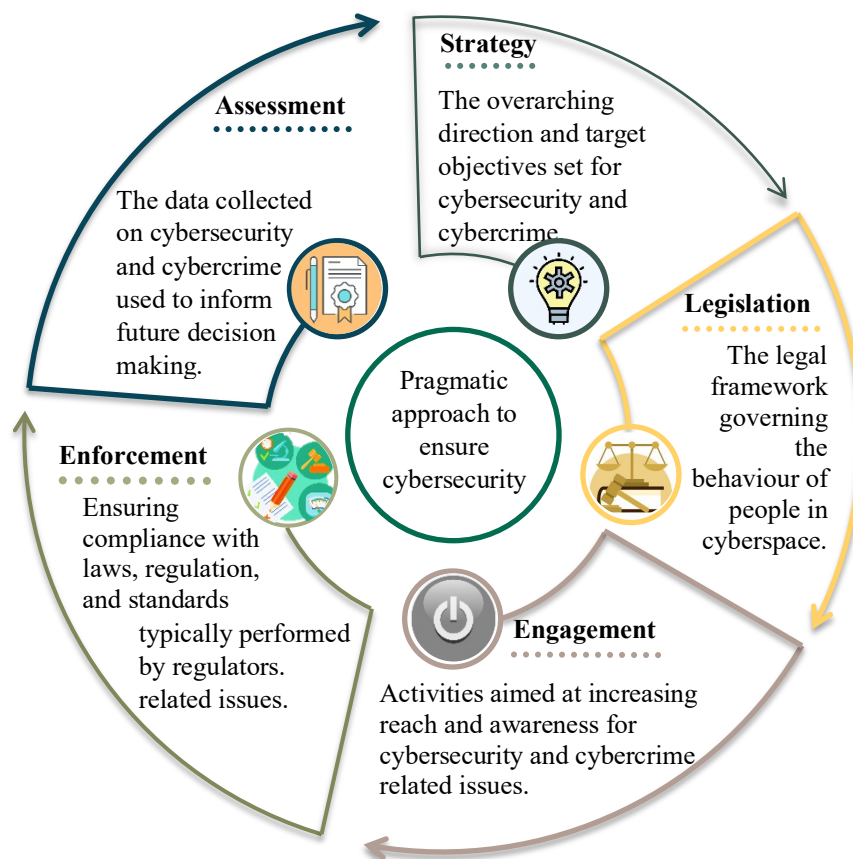 Strategy
The overarching
direction and target
objectives set for
cybersecurity and
cybercrime
Legislation
The legal
framework
governing
the
behaviour of
people in
cyberspace.
Engagement
Activities aimed at increasing
reach and awareness for
cybersecurity and cybercrime
related issues.
Enforcement
Ensuring
compliance with
laws, regulation,
and standards
typically performed
by regulators.
related issues.
Assessment
The data collected
on cybersecurity
and cybercrime
used to inform
future decision
making.
Pragmatic
approach to
ensure
cybersecurity